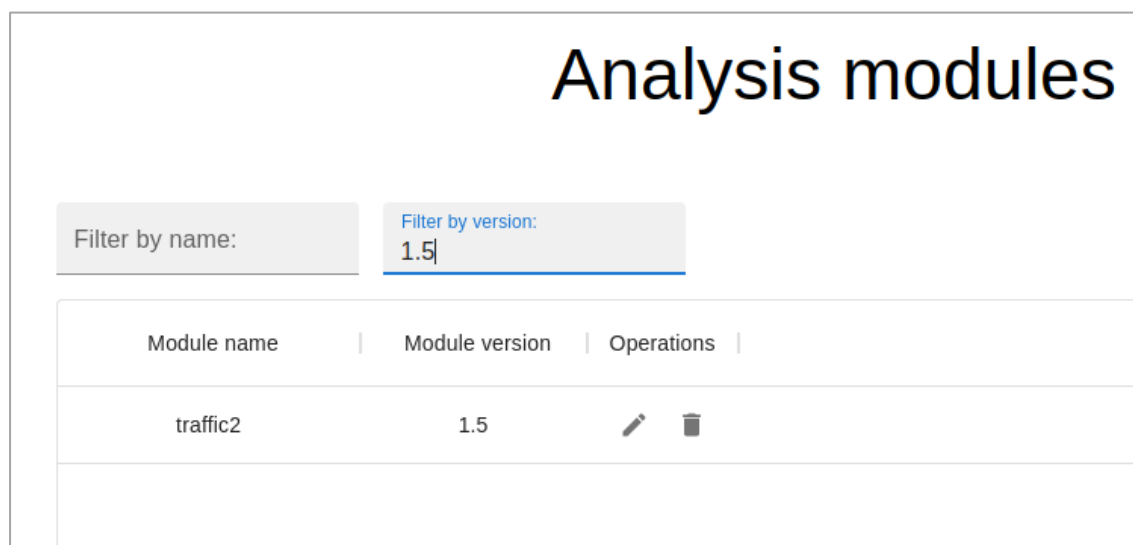 Analysis modules
Filter by name:
Filter by version:
1.5
Module name Module version Operations
traffic2 1.5